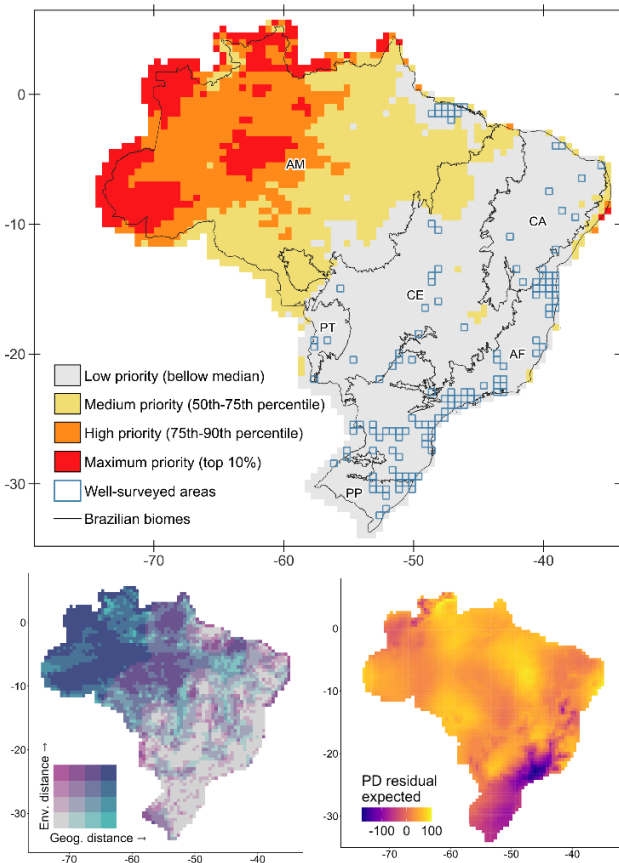 0
-10
-20
-30
AM
CA
CE
PT
AF
PP
Low priority (bellow median)
Medium priority (50th-75th percentile)
High priority (75th-90th percentile)
Maximum priority (top 10%)
Well-surveyed areas
Brazilian biomes
-70
-60
-50
-40
0
-10
-20
-30
Env. distance →
Geog. distance →
-70
-60
-50
-40
0
-10
-20
-30
PD residual
expected
-100 0 100
-70
-60
-50
-40